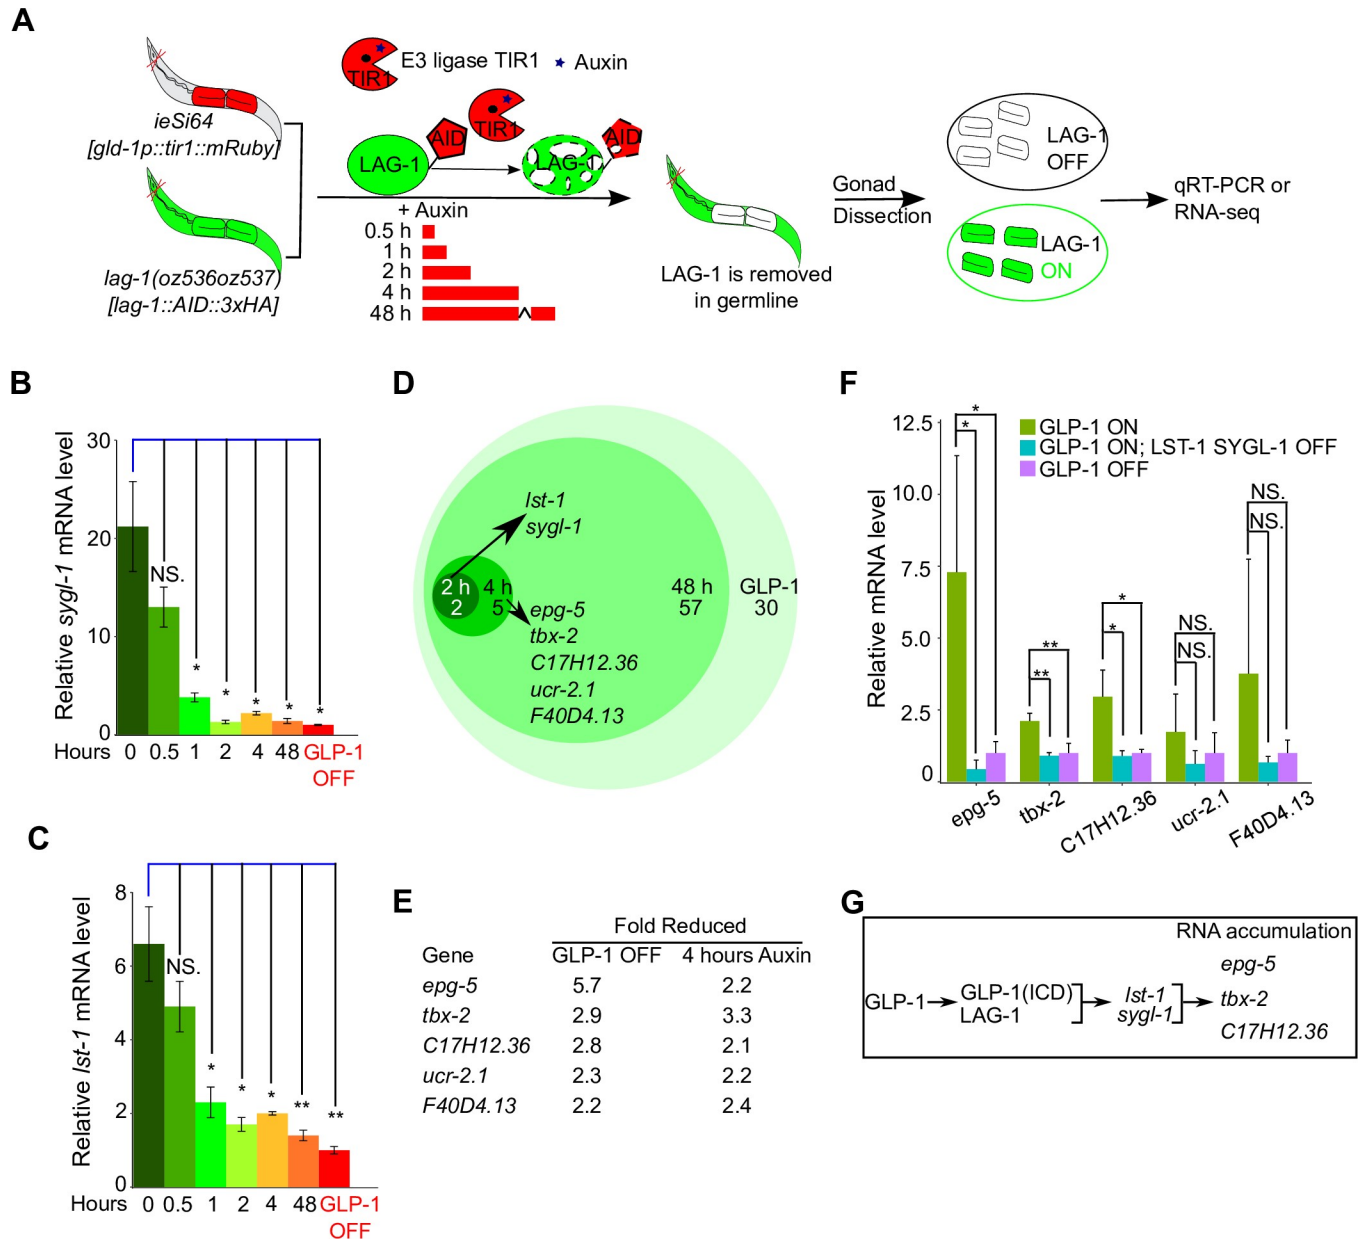 A
TIR1
E3 ligase TIR1
Auxin
ieSi64
[gld-1p::tir1::mRuby]
lag-1(oz536oz537)
[lag-1::AID::3xHA]
LAG-1
AID
TIR1
LAG-1
AID
+ Auxin
0.5 h
1 h
2 h
4 h
48 h
LAG-1 is removed
in germline
Gonad
Dissection
LAG-1
OFF
LAG-1
ON
qRT-PCR or
RNA-seq
B
Relative sygl-1 mRNA level
30
20
10
0
NS.
*
*
*
*
*
Hours 0 0.5 1 2 4 48 GLP-1
OFF
C
Relative lst-1 mRNA level
8
6
4
2
0
NS.
*
*
*
**
**
Hours 0 0.5 1 2 4 48 GLP-1
OFF
D
lst-1
sygl-1
2 h
2
4 h
5
48 h
57
GLP-1
30
epg-5
tbx-2
C17H12.36
ucr-2.1
F40D4.13
E
Fold Reduced
Gene GLP-1 OFF 4 hours Auxin
epg-5 5.7 2.2
tbx-2 2.9 3.3
C17H12.36 2.8 2.1
ucr-2.1 2.3 2.2
F40D4.13 2.2 2.4
F
Relative mRNA level
12.5
10.0
7.5
5.0
2.5
0
GLP-1 ON
GLP-1 ON; LST-1 SYGL-1 OFF
GLP-1 OFF
*
*
**
**
*
*
NS.
NS.
NS.
NS.
epg-5
tbx-2
C17H12.36
ucr-2.1
F40D4.13
G
RNA accumulation
epg-5
GLP-1
GLP-1(ICD)
LAG-1
lst-1
sygl-1
tbx-2
C17H12.36